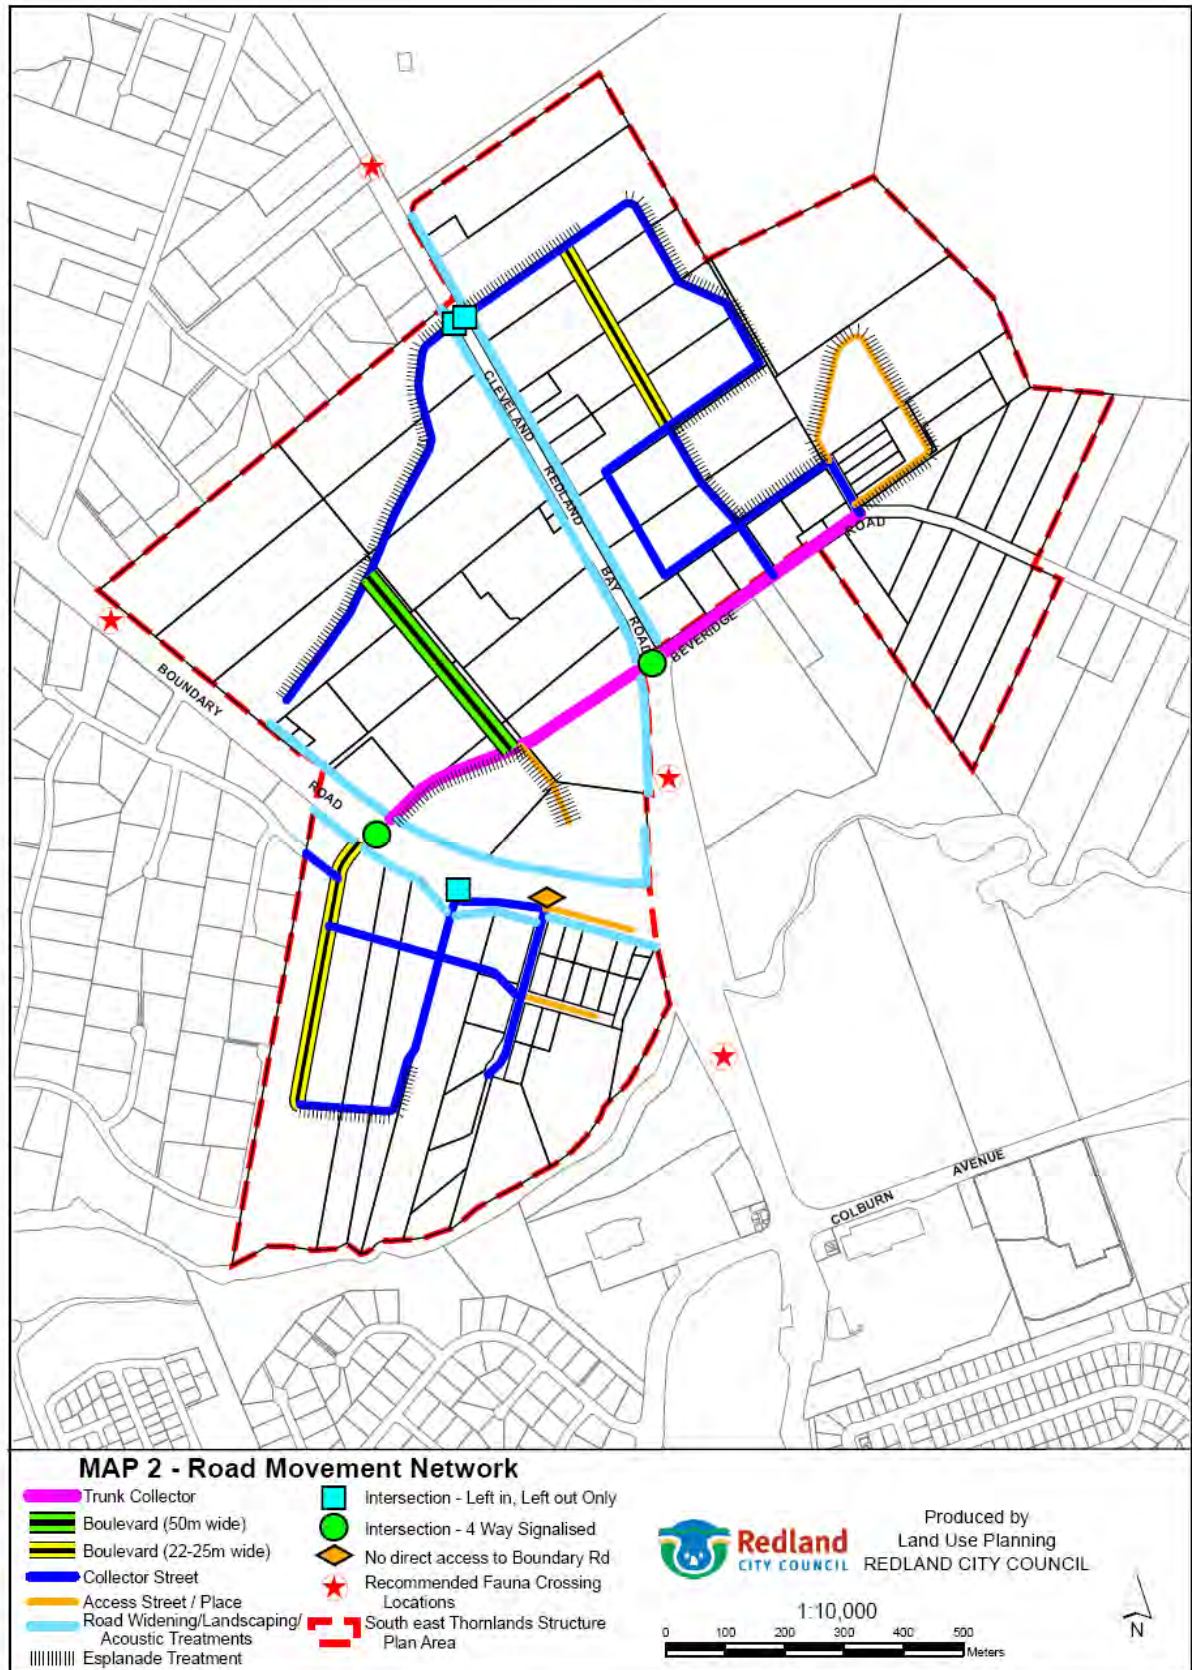 CLEVELAND
REDLAND
BAY
ROAD
ROAD
BEVERIDGE
BOUNDARY
ROAD
AVENUE
COLBURN
MAP 2 - Road Movement Network
Trunk Collector
Boulevard (50m wide)
Boulevard (22-25m wide)
Collector Street
Access Street / Place
Road Widening/Landscaping/
Acoustic Treatments
Esplanade Treatment
Intersection - Left in, Left out Only
Intersection - 4 Way Signalised
No direct access to Boundary Rd
Recommended Fauna Crossing
Locations
South east Thornlands Structure
Plan Area
Redland
CITY COUNCIL
Produced by
Land Use Planning
REDLAND CITY COUNCIL
1:10,000
0 100 200 300 400 500
Meters
N